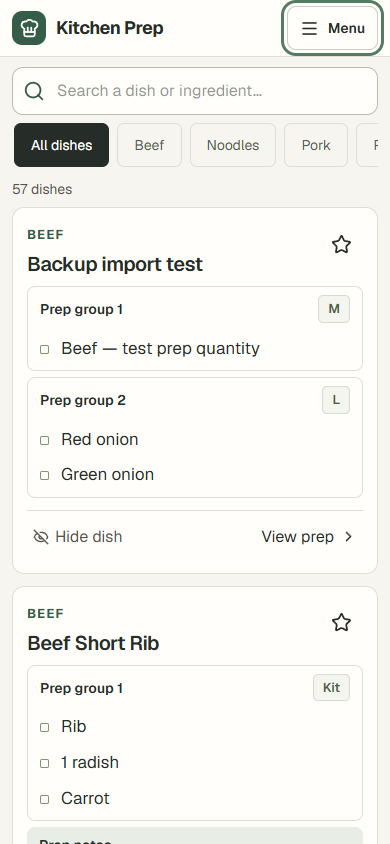 Kitchen Prep
Menu
Search a dish or ingredient...
All dishes
Beef
Noodles
Pork
57 dishes
BEEF
Backup import test
Prep group 1
M
Beef — test prep quantity
Prep group 2
L
Red onion
Green onion
Hide dish
View prep
BEEF
Beef Short Rib
Prep group 1
Kit
Rib
1 radish
Carrot
Prep notes